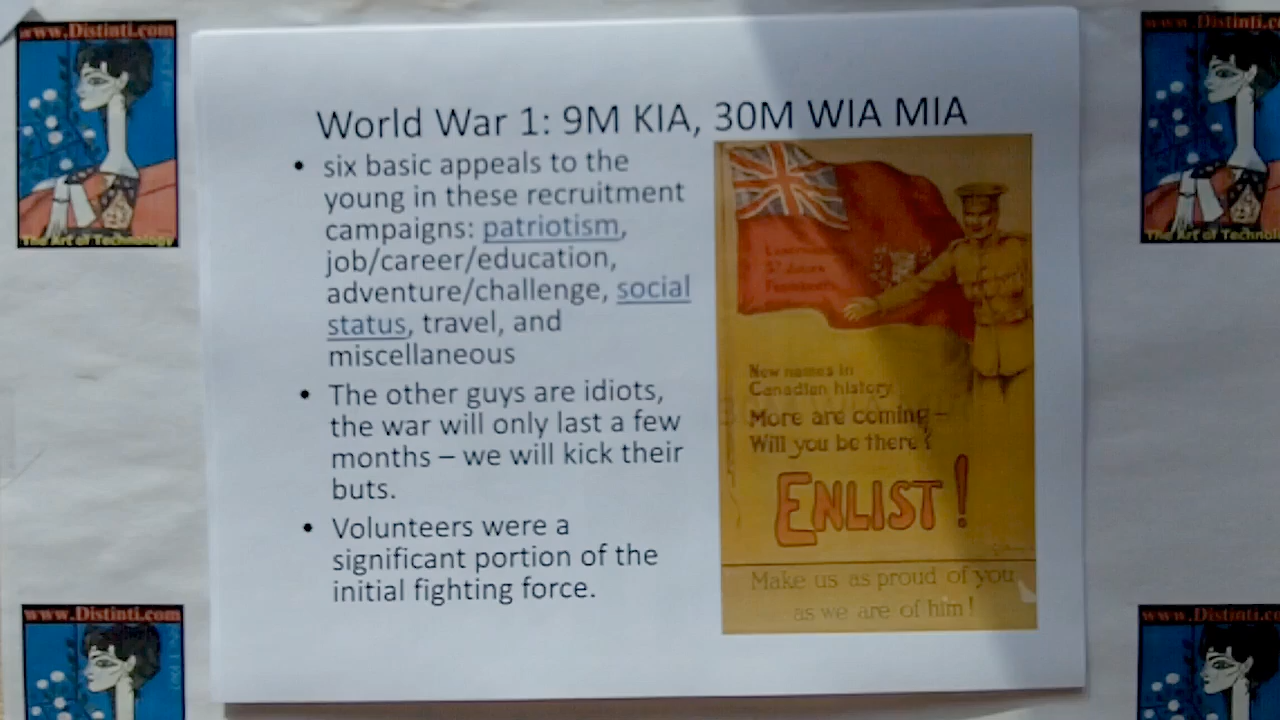 www.Distinti.com
The Art of Technology
www.Distinti.com
World War 1: 9M KIA, 30M WIA MIA
• six basic appeals to the
young in these recruitment
campaigns: patriotism,
job/career/education,
adventure/challenge, social
status, travel, and
miscellaneous
• The other guys are idiots,
the war will only last a few
months – we will kick their
buts.
• Volunteers were a
significant portion of the
initial fighting force.
New names in
Canadian history
More are coming –
Will you be there?
ENLIST!
Make us as proud of you
as we are of him!
www.Distinti.c
The Art of Technol
www.Distinti.c